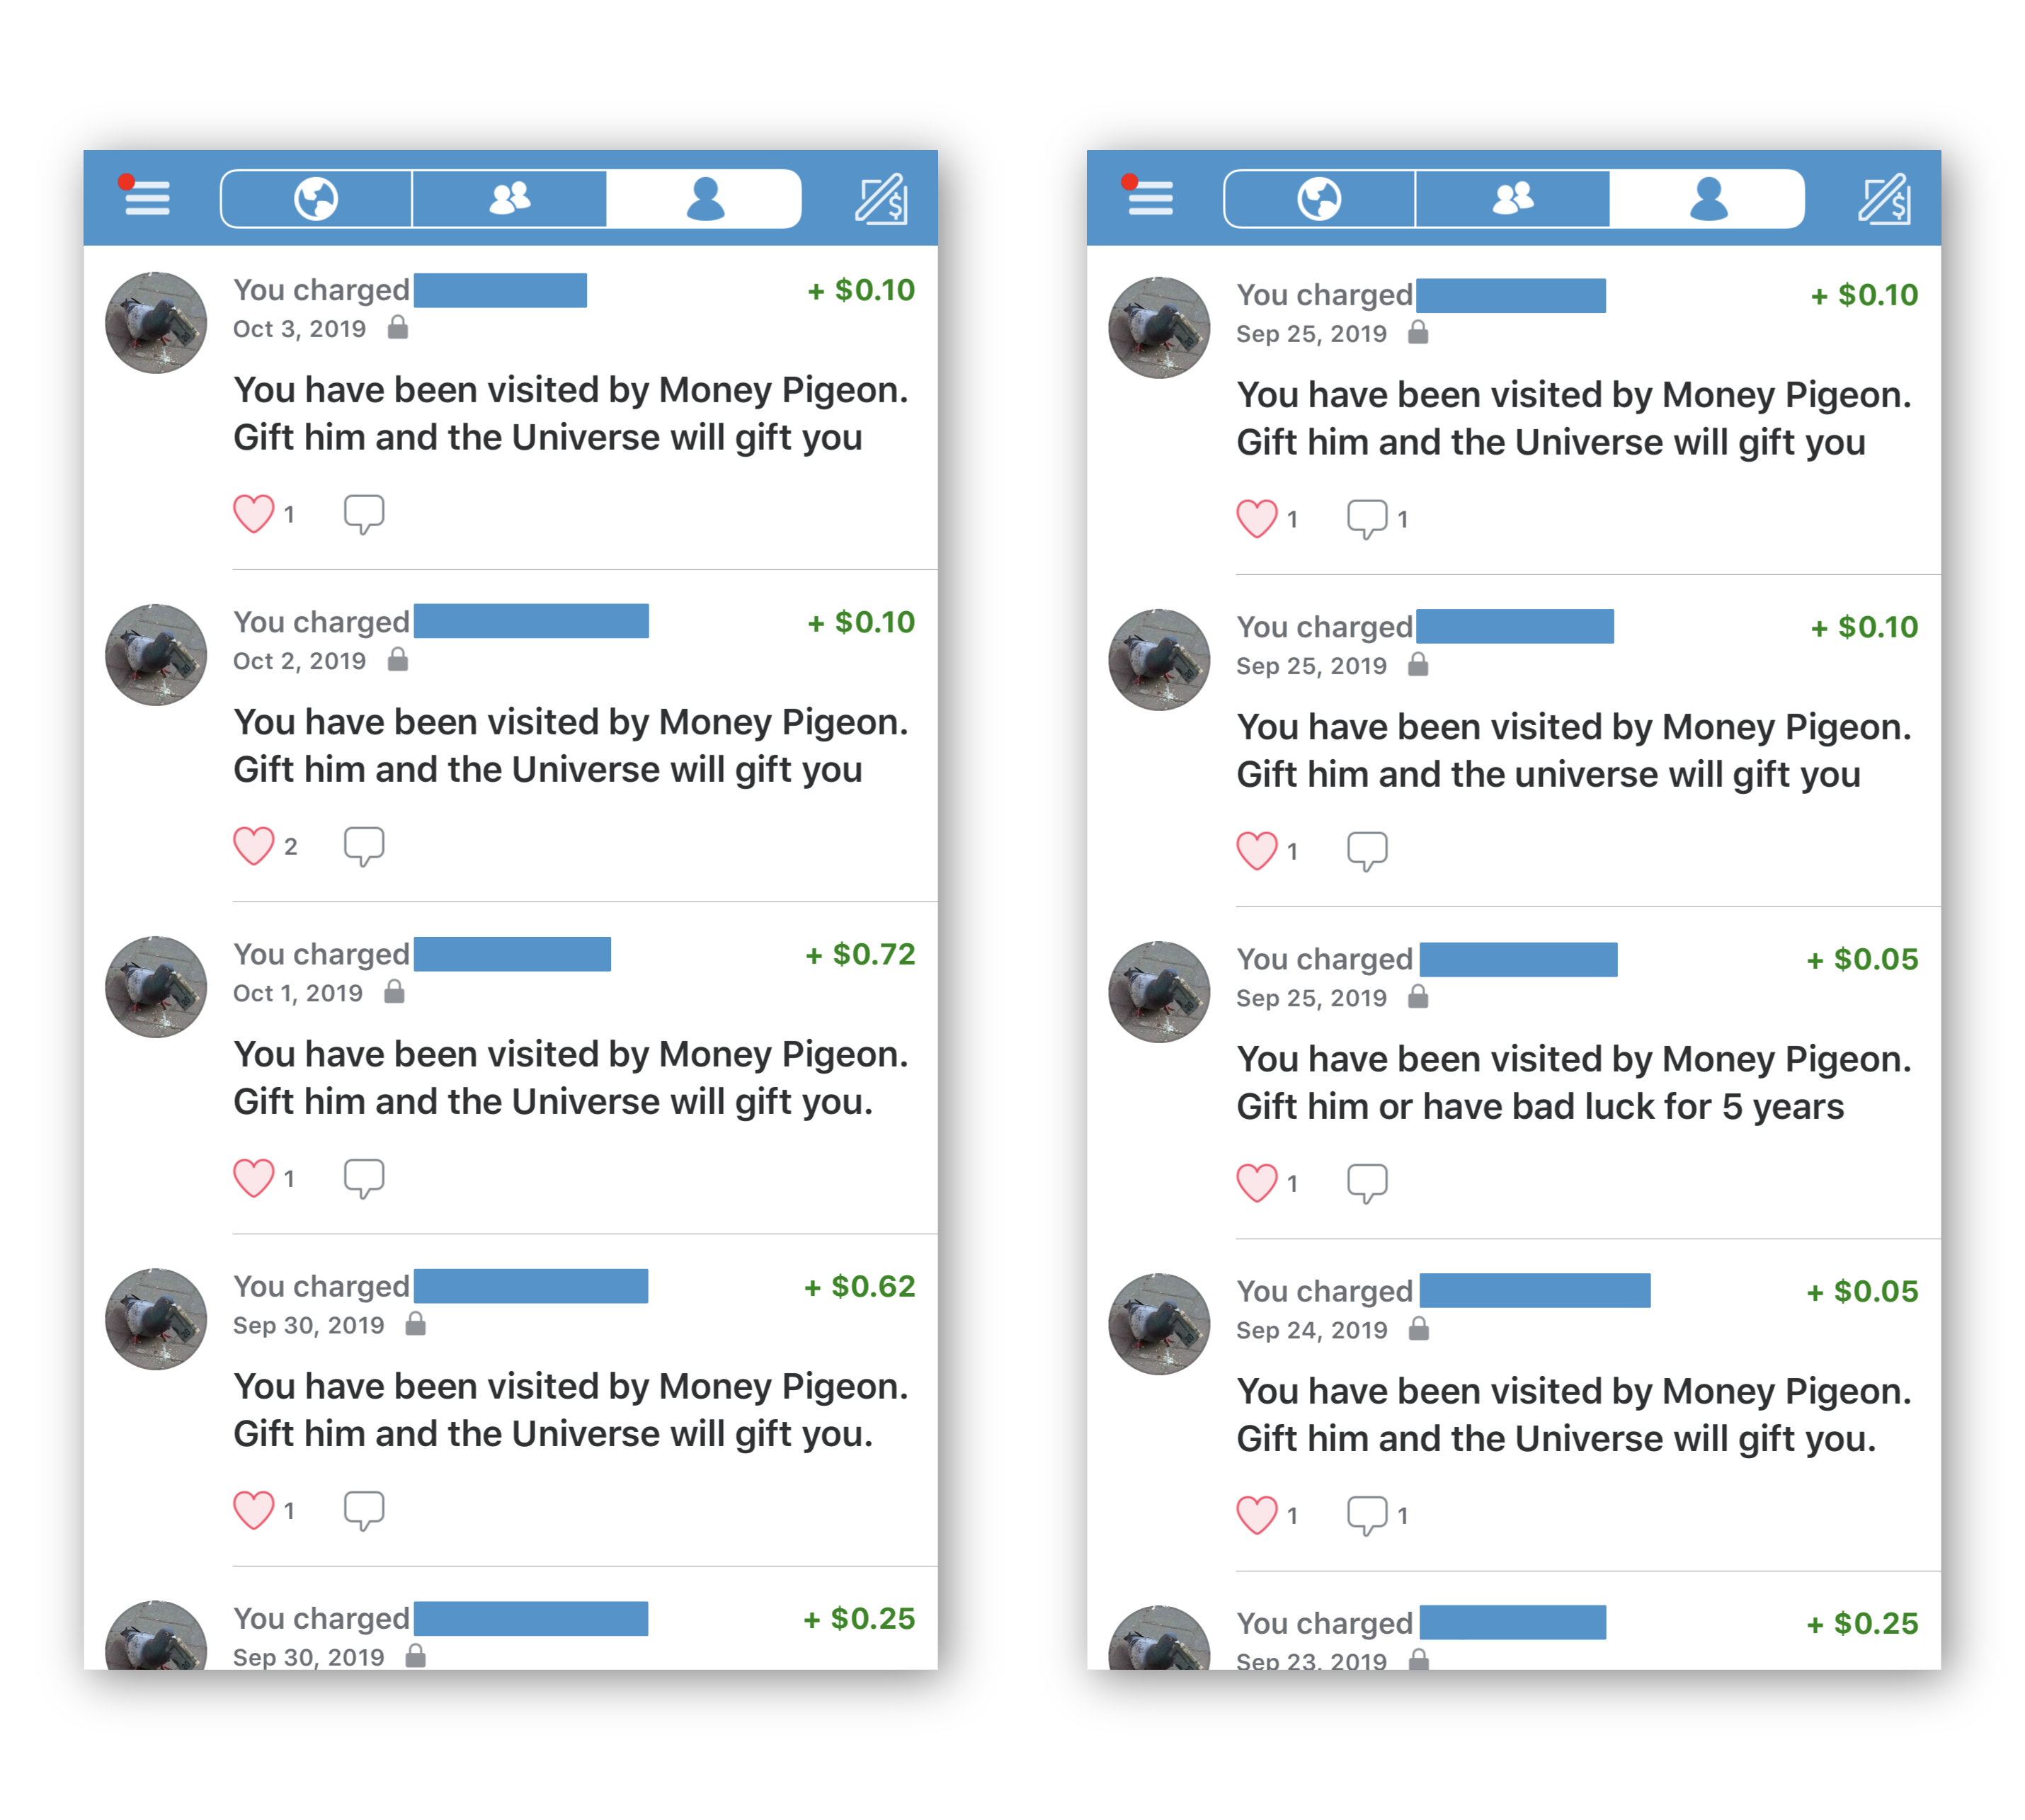 You charged
+ $0.10
Oct 3, 2019
You have been visited by Money Pigeon.
Gift him and the Universe will gift you
1
You charged
+ $0.10
Oct 2, 2019
You have been visited by Money Pigeon.
Gift him and the Universe will gift you
2
You charged
+ $0.72
Oct 1, 2019
You have been visited by Money Pigeon.
Gift him and the Universe will gift you.
1
You charged
+ $0.62
Sep 30, 2019
You have been visited by Money Pigeon.
Gift him and the Universe will gift you.
1
You charged
+ $0.25
Sep 30, 2019
You charged
+ $0.10
Sep 25, 2019
You have been visited by Money Pigeon.
Gift him and the Universe will gift you
1 1
You charged
+ $0.10
Sep 25, 2019
You have been visited by Money Pigeon.
Gift him and the universe will gift you
1
You charged
+ $0.05
Sep 25, 2019
You have been visited by Money Pigeon.
Gift him or have bad luck for 5 years
1
You charged
+ $0.05
Sep 24, 2019
You have been visited by Money Pigeon.
Gift him and the Universe will gift you.
1 1
You charged
+ $0.25
Sep 23, 2019